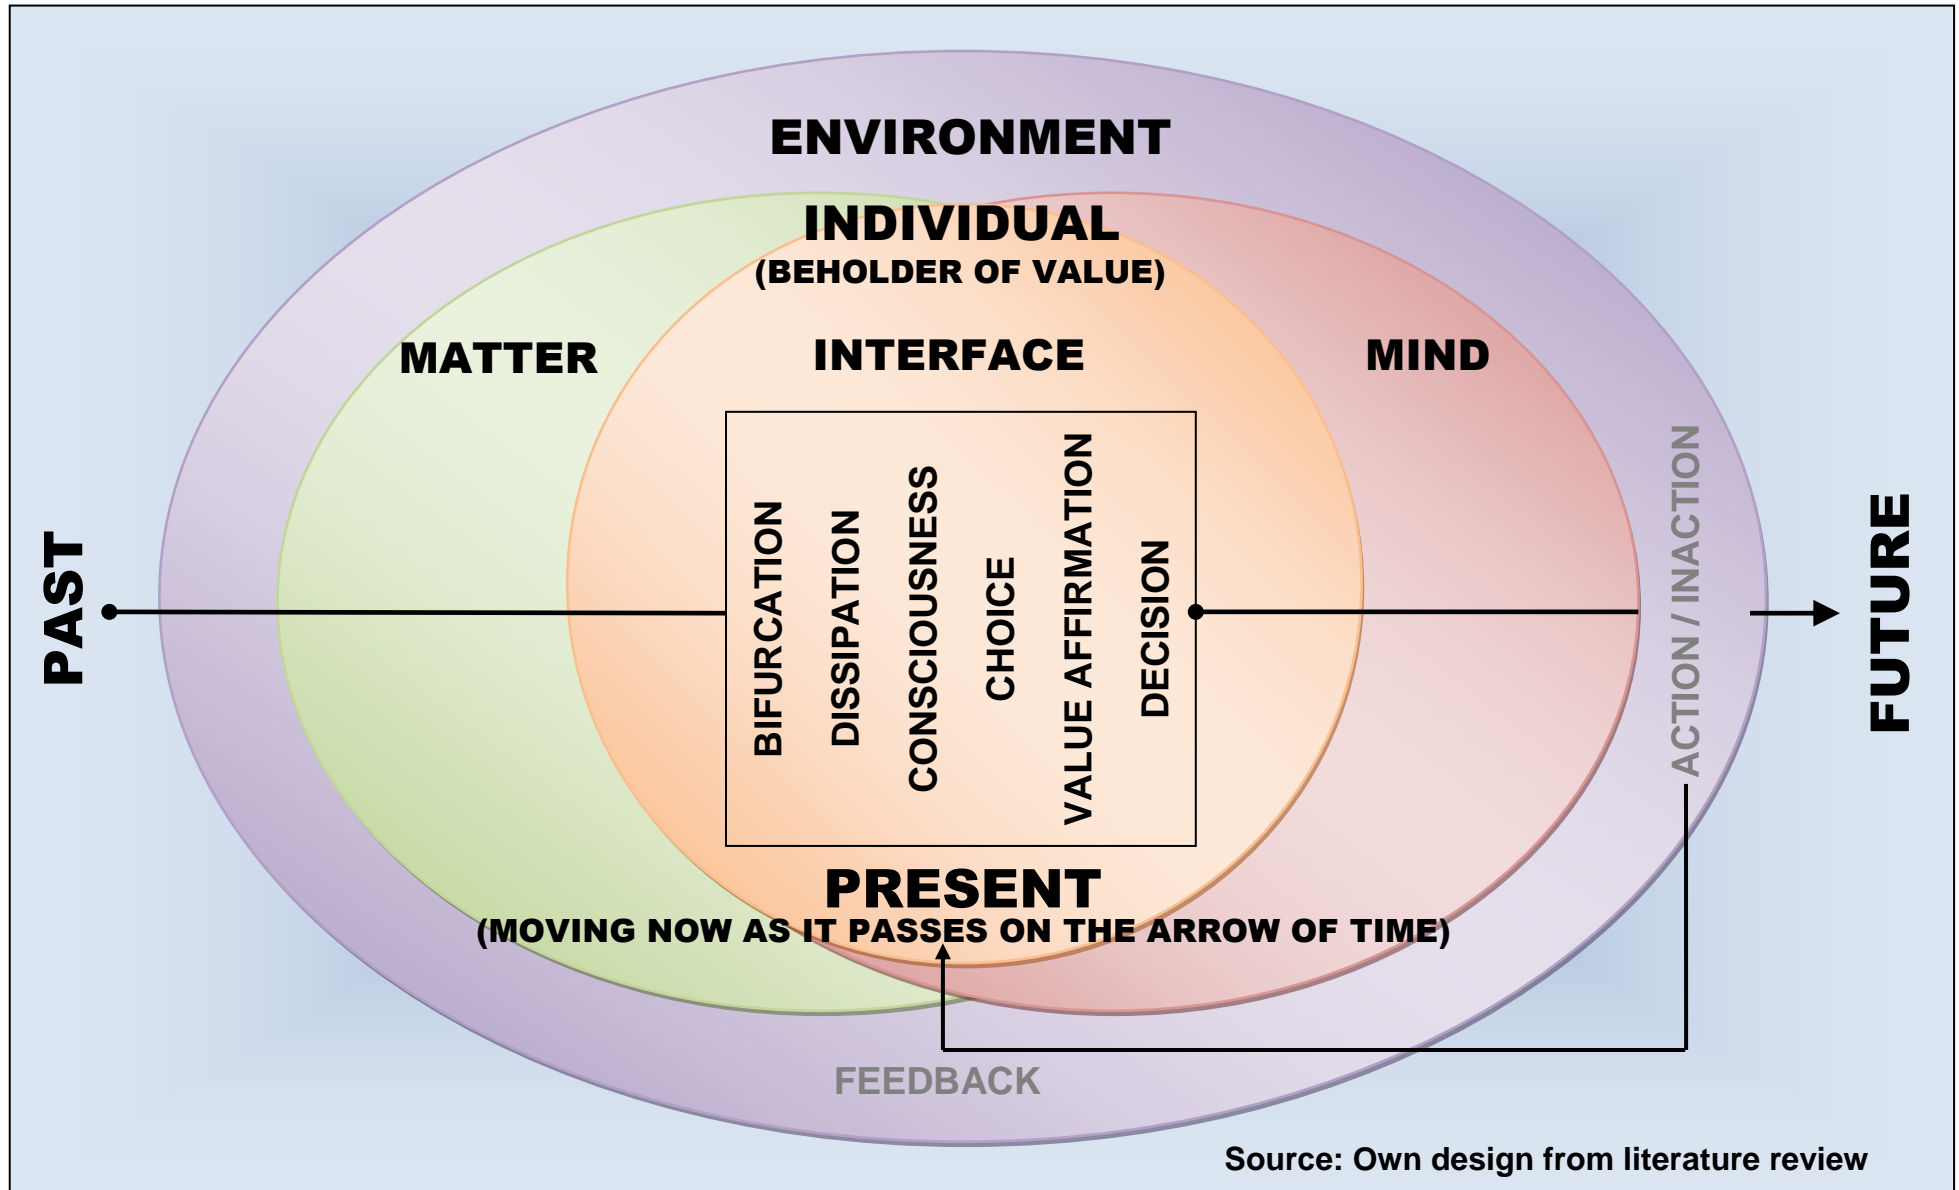 ENVIRONMENT
INDIVIDUAL
(BEHOLDER OF VALUE)
MATTER
INTERFACE
MIND
PAST
BIFURCATION
DISSIPATION
CONSCIOUSNESS
CHOICE
VALUE AFFIRMATION
DECISION
ACTION / INACTION
FUTURE
PRESENT
(MOVING NOW AS IT PASSES ON THE ARROW OF TIME)
FEEDBACK
Source: Own design from literature review